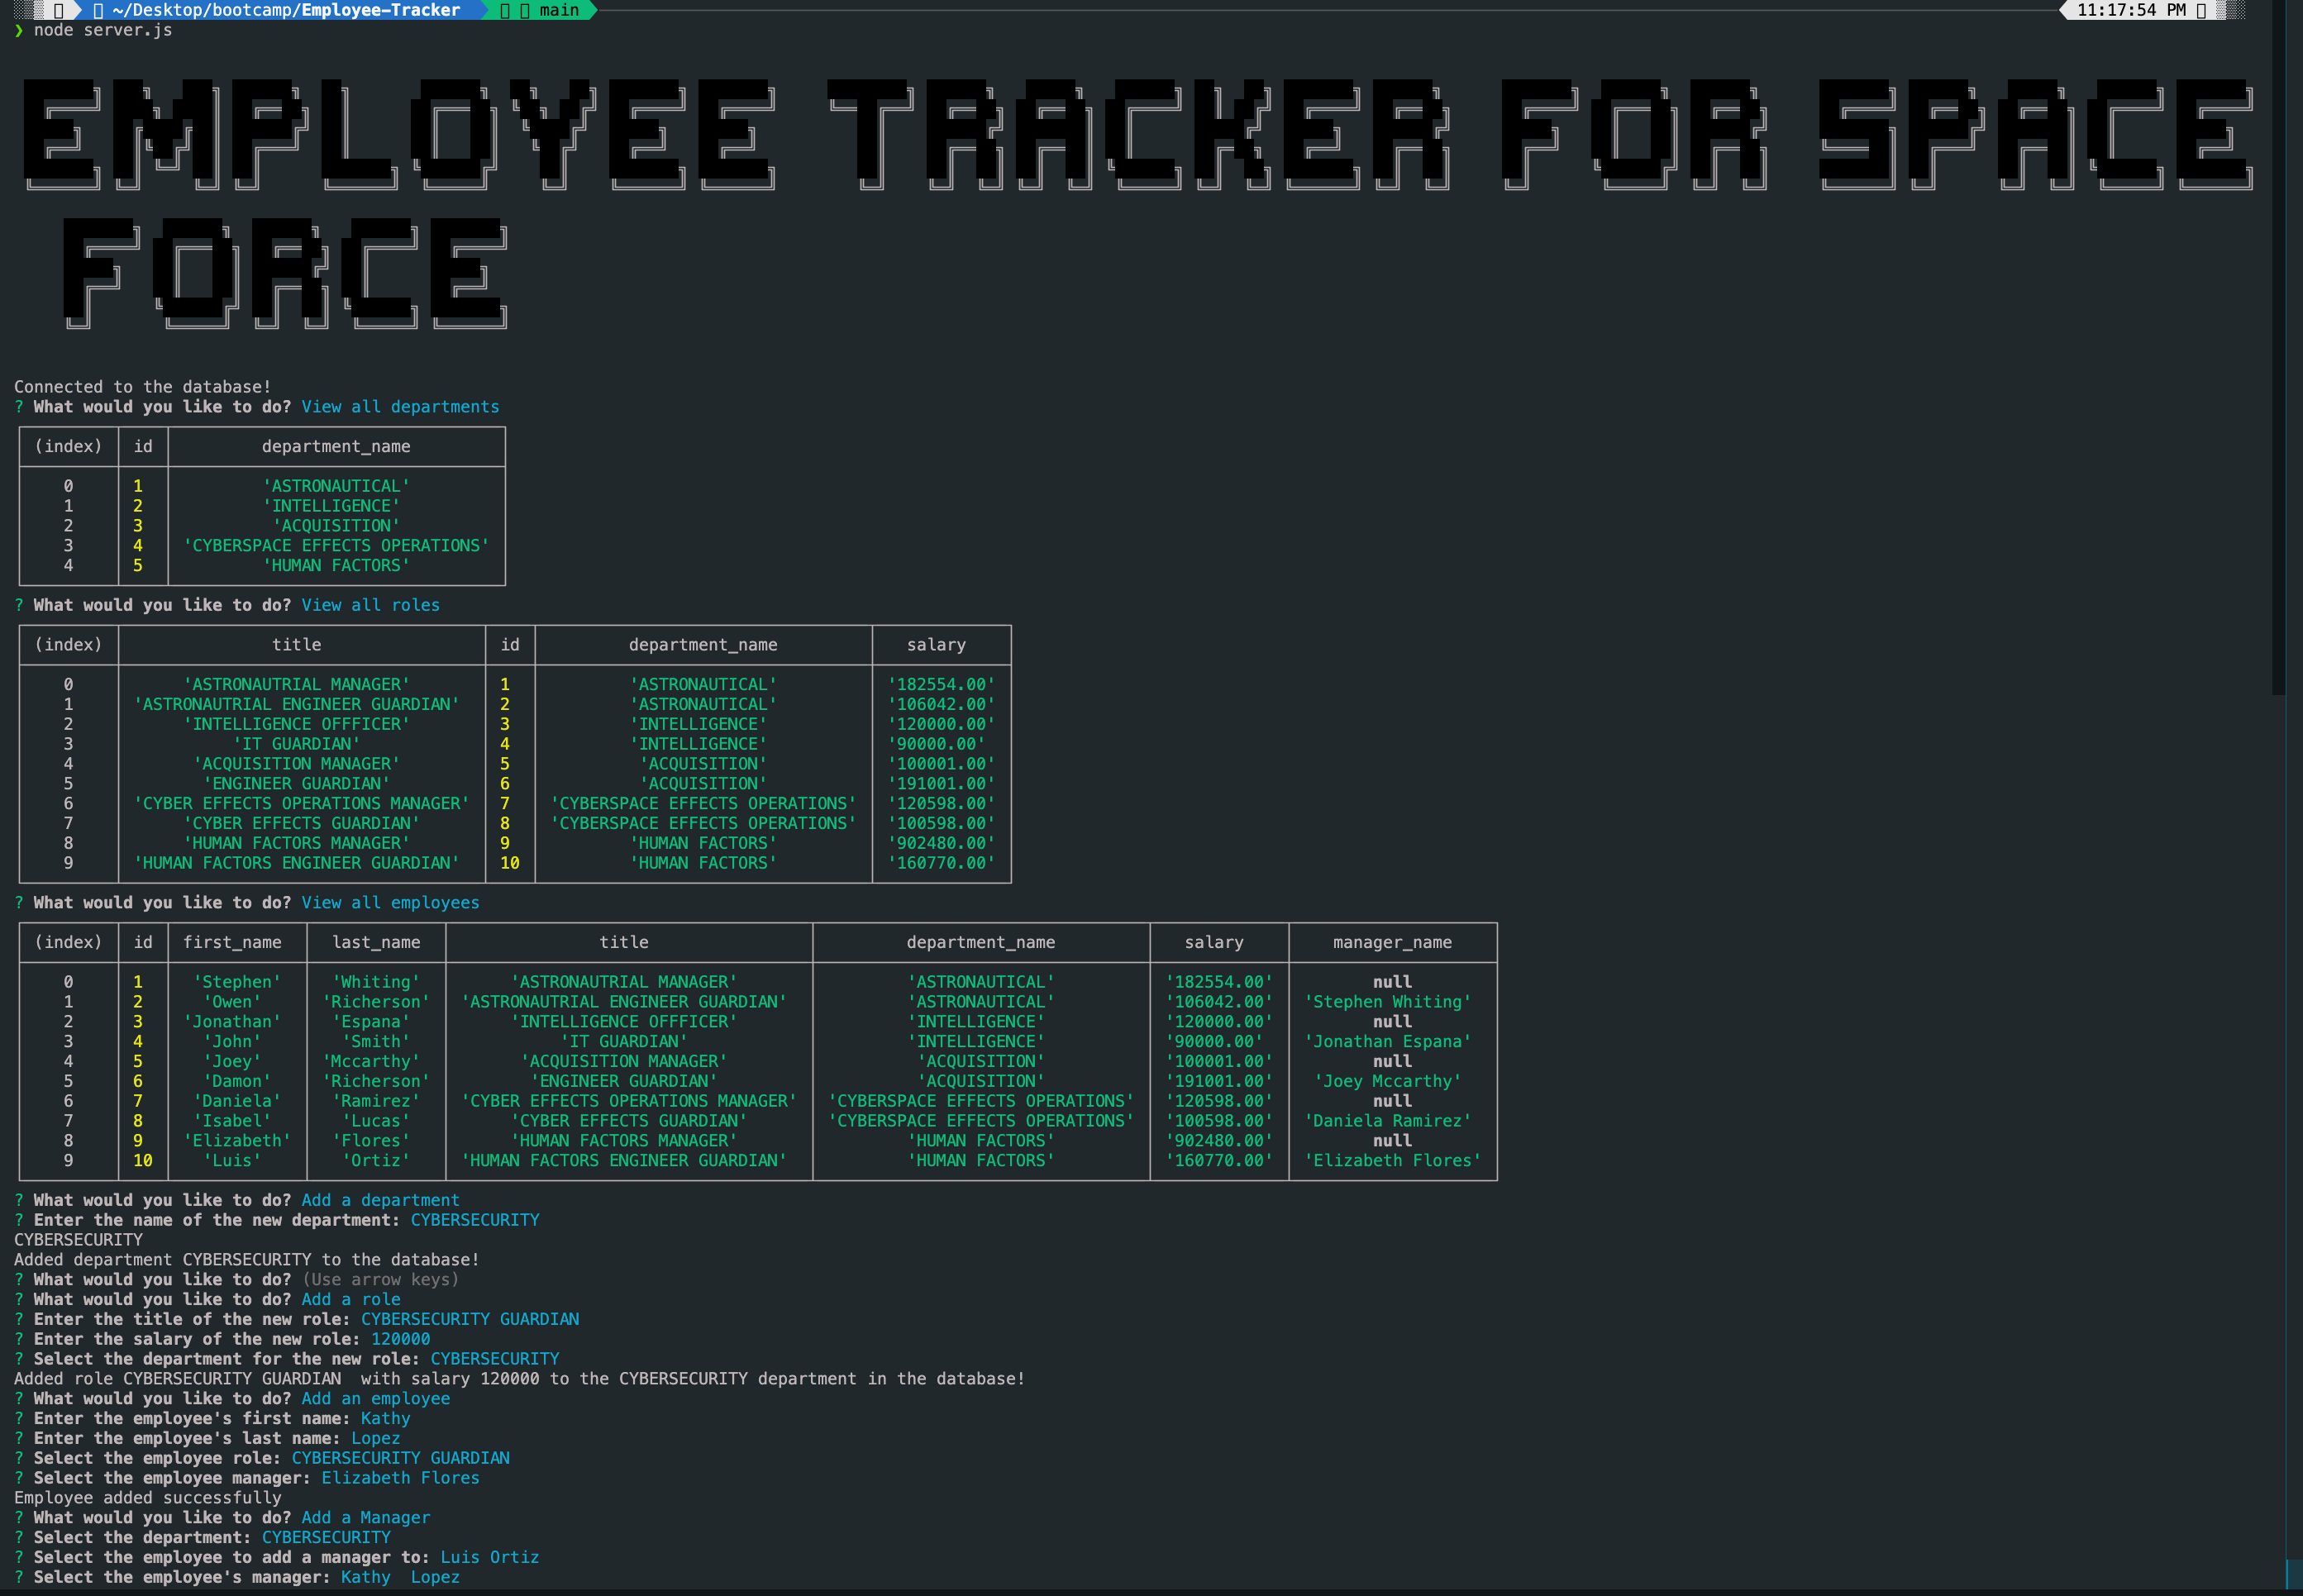 ~/Desktop/bootcamp/Employee-Tracker main 11:17:54 PM
❯ node server.js
EMPLOYEE TRACKER FOR SPACE
FORCE
Connected to the database!
? What would you like to do? View all departments
(index) id department_name
0 1 'ASTRONAUTICAL'
1 2 'INTELLIGENCE'
2 3 'ACQUISITION'
3 4 'CYBERSPACE EFFECTS OPERATIONS'
4 5 'HUMAN FACTORS'
? What would you like to do? View all roles
(index) title id department_name salary
0 'ASTRONAUTRIAL MANAGER' 1 'ASTRONAUTICAL' '182554.00'
1 'ASTRONAUTRIAL ENGINEER GUARDIAN' 2 'ASTRONAUTICAL' '106042.00'
2 'INTELLIGENCE OFFFICER' 3 'INTELLIGENCE' '120000.00'
3 'IT GUARDIAN' 4 'INTELLIGENCE' '90000.00'
4 'ACQUISITION MANAGER' 5 'ACQUISITION' '100001.00'
5 'ENGINEER GUARDIAN' 6 'ACQUISITION' '191001.00'
6 'CYBER EFFECTS OPERATIONS MANAGER' 7 'CYBERSPACE EFFECTS OPERATIONS' '120598.00'
7 'CYBER EFFECTS GUARDIAN' 8 'CYBERSPACE EFFECTS OPERATIONS' '100598.00'
8 'HUMAN FACTORS MANAGER' 9 'HUMAN FACTORS' '902480.00'
9 'HUMAN FACTORS ENGINEER GUARDIAN' 10 'HUMAN FACTORS' '160770.00'
? What would you like to do? View all employees
(index) id first_name last_name title department_name salary manager_name
0 1 'Stephen' 'Whiting' 'ASTRONAUTRIAL MANAGER' 'ASTRONAUTICAL' '182554.00' null
1 2 'Owen' 'Richerson' 'ASTRONAUTRIAL ENGINEER GUARDIAN' 'ASTRONAUTICAL' '106042.00' 'Stephen Whiting'
2 3 'Jonathan' 'Espana' 'INTELLIGENCE OFFFICER' 'INTELLIGENCE' '120000.00' null
3 4 'John' 'Smith' 'IT GUARDIAN' 'INTELLIGENCE' '90000.00' 'Jonathan Espana'
4 5 'Joey' 'Mccarthy' 'ACQUISITION MANAGER' 'ACQUISITION' '100001.00' null
5 6 'Damon' 'Richerson' 'ENGINEER GUARDIAN' 'ACQUISITION' '191001.00' 'Joey Mccarthy'
6 7 'Daniela' 'Ramirez' 'CYBER EFFECTS OPERATIONS MANAGER' 'CYBERSPACE EFFECTS OPERATIONS' '120598.00' null
7 8 'Isabel' 'Lucas' 'CYBER EFFECTS GUARDIAN' 'CYBERSPACE EFFECTS OPERATIONS' '100598.00' 'Daniela Ramirez'
8 9 'Elizabeth' 'Flores' 'HUMAN FACTORS MANAGER' 'HUMAN FACTORS' '902480.00' null
9 10 'Luis' 'Ortiz' 'HUMAN FACTORS ENGINEER GUARDIAN' 'HUMAN FACTORS' '160770.00' 'Elizabeth Flores'
? What would you like to do? Add a department
? Enter the name of the new department: CYBERSECURITY
CYBERSECURITY
Added department CYBERSECURITY to the database!
? What would you like to do? (Use arrow keys)
? What would you like to do? Add a role
? Enter the title of the new role: CYBERSECURITY GUARDIAN
? Enter the salary of the new role: 120000
? Select the department for the new role: CYBERSECURITY
Added role CYBERSECURITY GUARDIAN  with salary 120000 to the CYBERSECURITY department in the database!
? What would you like to do? Add an employee
? Enter the employee's first name: Kathy
? Enter the employee's last name: Lopez
? Select the employee role: CYBERSECURITY GUARDIAN
? Select the employee manager: Elizabeth Flores
Employee added successfully
? What would you like to do? Add a Manager
? Select the department: CYBERSECURITY
? Select the employee to add a manager to: Luis Ortiz
? Select the employee's manager: Kathy  Lopez